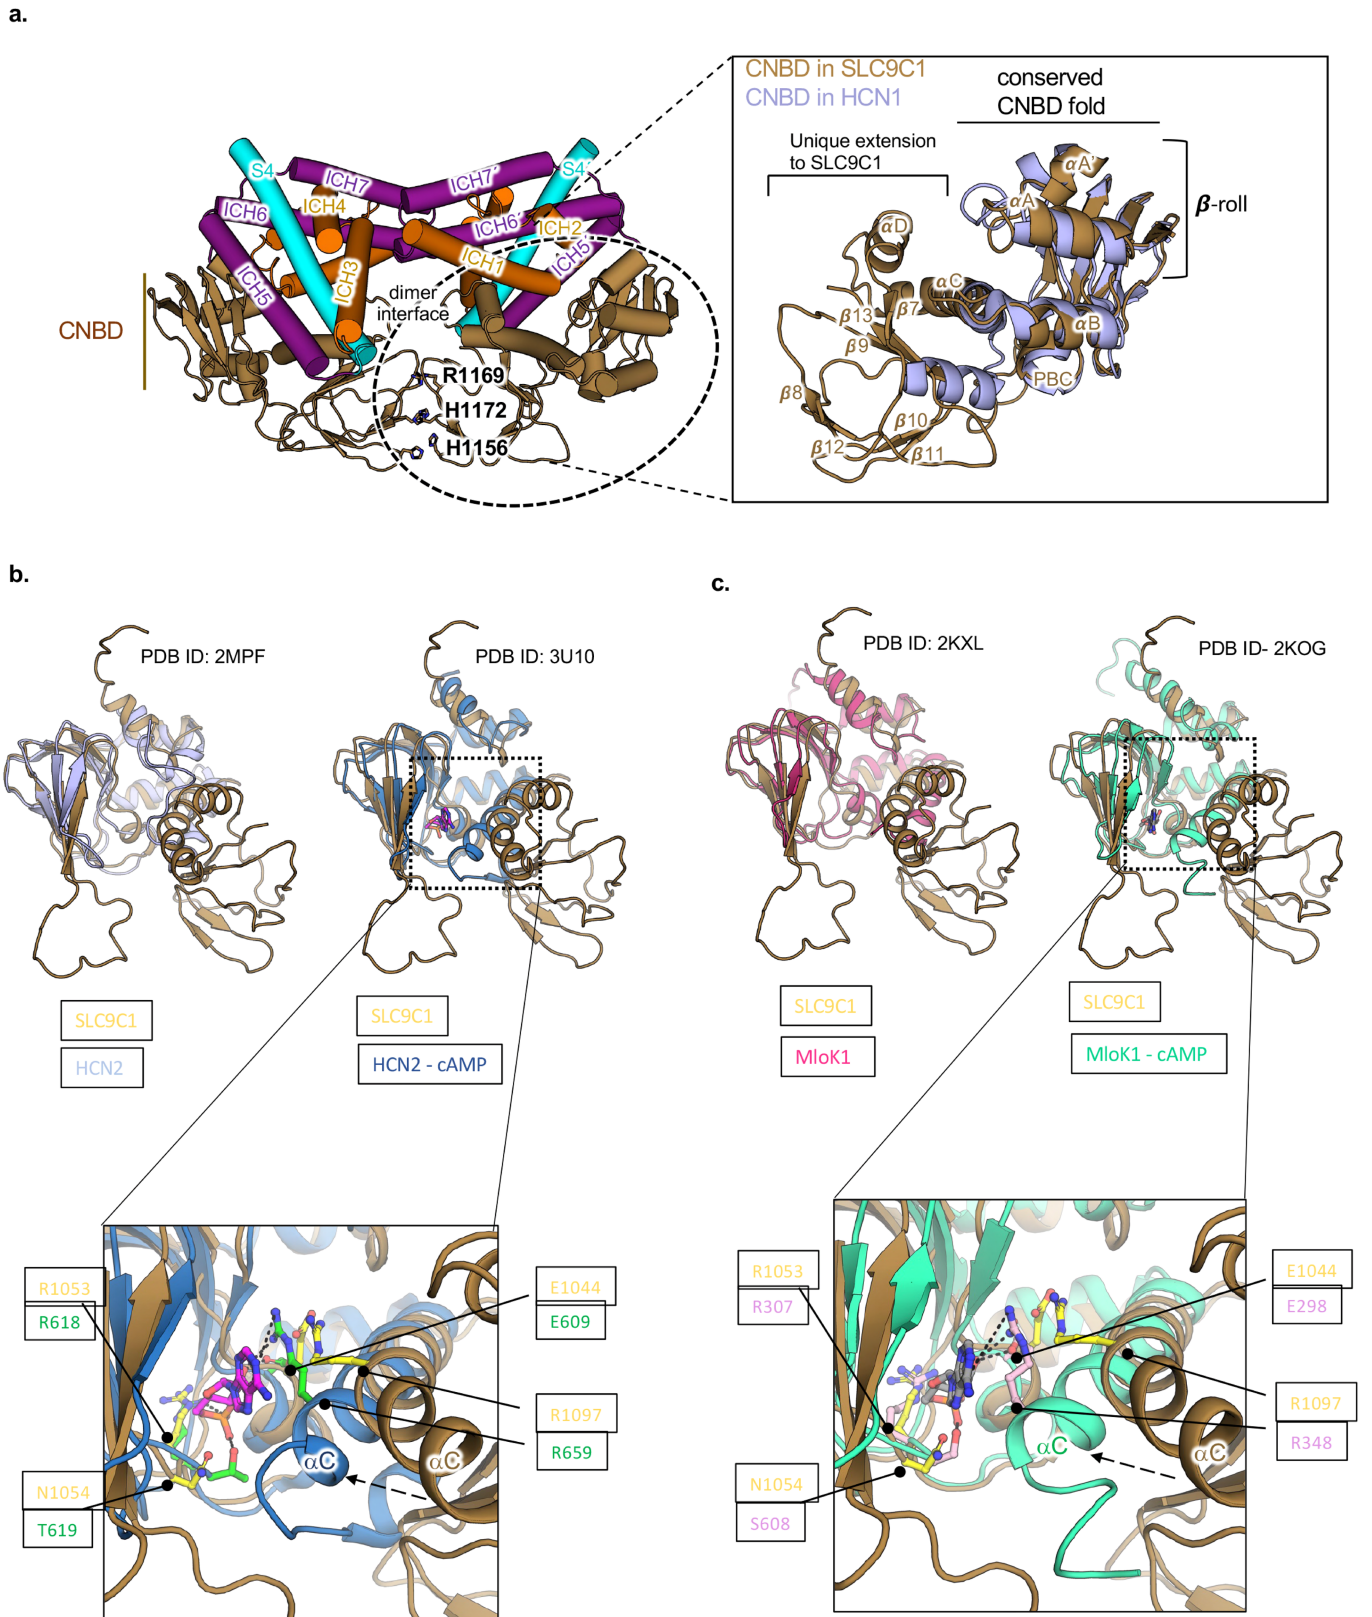 a.
CNBD in SLC9C1
CNBD in HCN1
conserved
CNBD fold
Unique extension
to SLC9C1
β-roll
αA'
αA
αD
αC
αB
PBC
β13
β7
β9
β8
β10
β12
β11
S4
ICH7
ICH7´
S4´
ICH6
ICH4
ICH6´
ICH2´
ICH5
ICH3
ICH1
ICH5´
dimer
interface
CNBD
R1169
H1172
H1156
b.
PDB ID: 2MPF
PDB ID: 3U10
SLC9C1
HCN2
SLC9C1
HCN2 - cAMP
R1053
R618
E1044
E609
R1097
R659
N1054
T619
αC
αC
c.
PDB ID: 2KXL
PDB ID- 2KOG
SLC9C1
MloK1
SLC9C1
MloK1 - cAMP
R1053
R307
E1044
E298
R1097
R348
N1054
S608
αC
αC